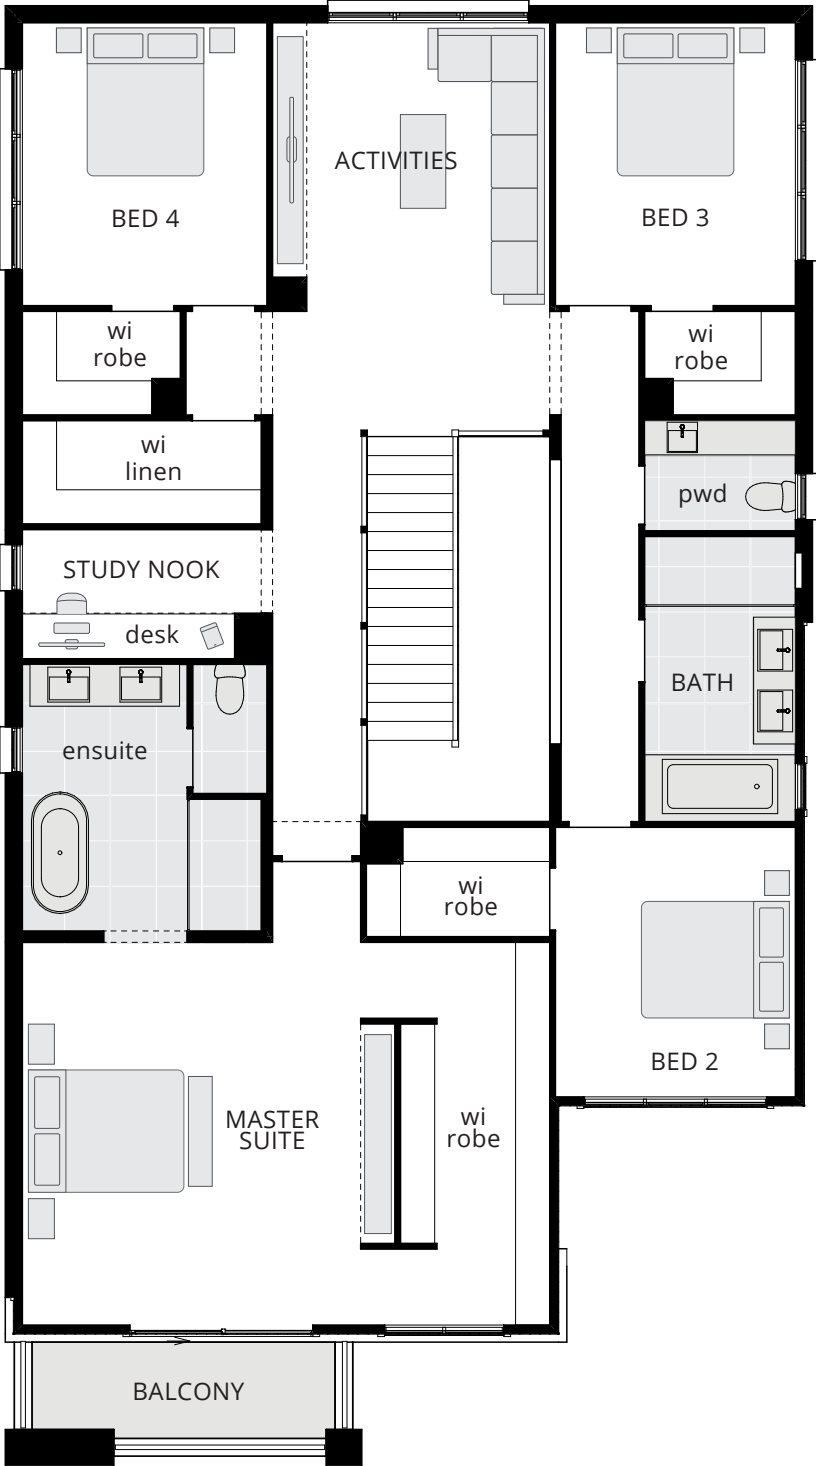 ACTIVITIES
BED 4
BED 3
wi
robe
wi
robe
wi
linen
pwd
STUDY NOOK
desk
BATH
ensuite
wi
robe
BED 2
MASTER
SUITE
wi
robe
BALCONY